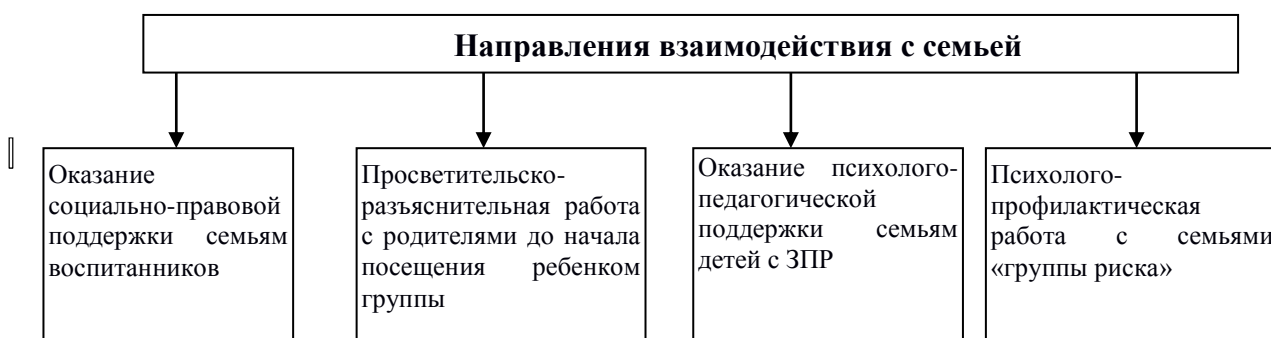 Направления взаимодействия с семьей
Оказание
социально-правовой
поддержки семьям
воспитанников
Просветительско-
разъяснительная работа
с родителями до начала
посещения ребенком
группы
Оказание психолого-
педагогической
поддержки семьям
детей с ЗПР
Психолого-
профилактическая
работа с семьями
«группы риска»